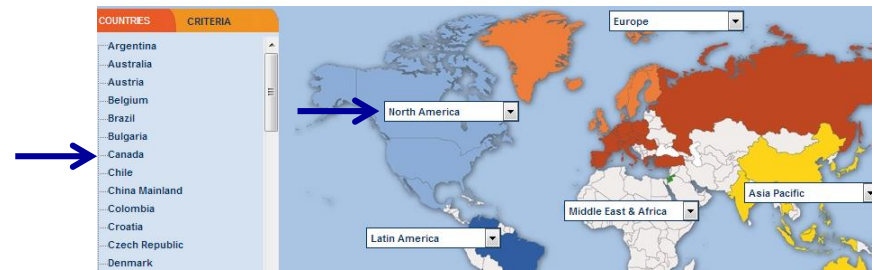 COUNTRIES CRITERIA
Argentina
Australia
Austria
Belgium
Brazil
Bulgaria
Canada
Chile
China Mainland
Colombia
Croatia
Czech Republic
Denmark
Europe
North America
Asia Pacific
Middle East & Africa
Latin America